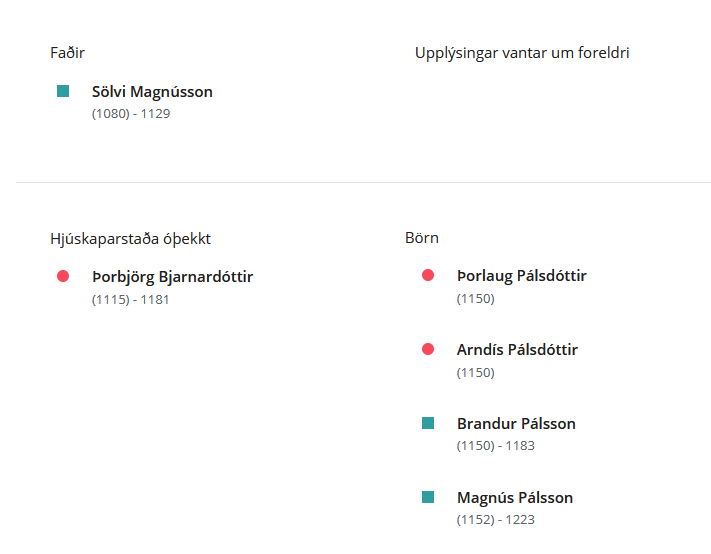 Faðir
Sölvi Magnússon
(1080) - 1129
Upplýsingar vantar um foreldri
Hjúskaparstaða óþekkt
Þorbjörg Bjarnardóttir
(1115) - 1181
Börn
Þorlaug Pálsdóttir
(1150)
Arndís Pálsdóttir
(1150)
Brandur Pálsson
(1150) - 1183
Magnús Pálsson
(1152) - 1223